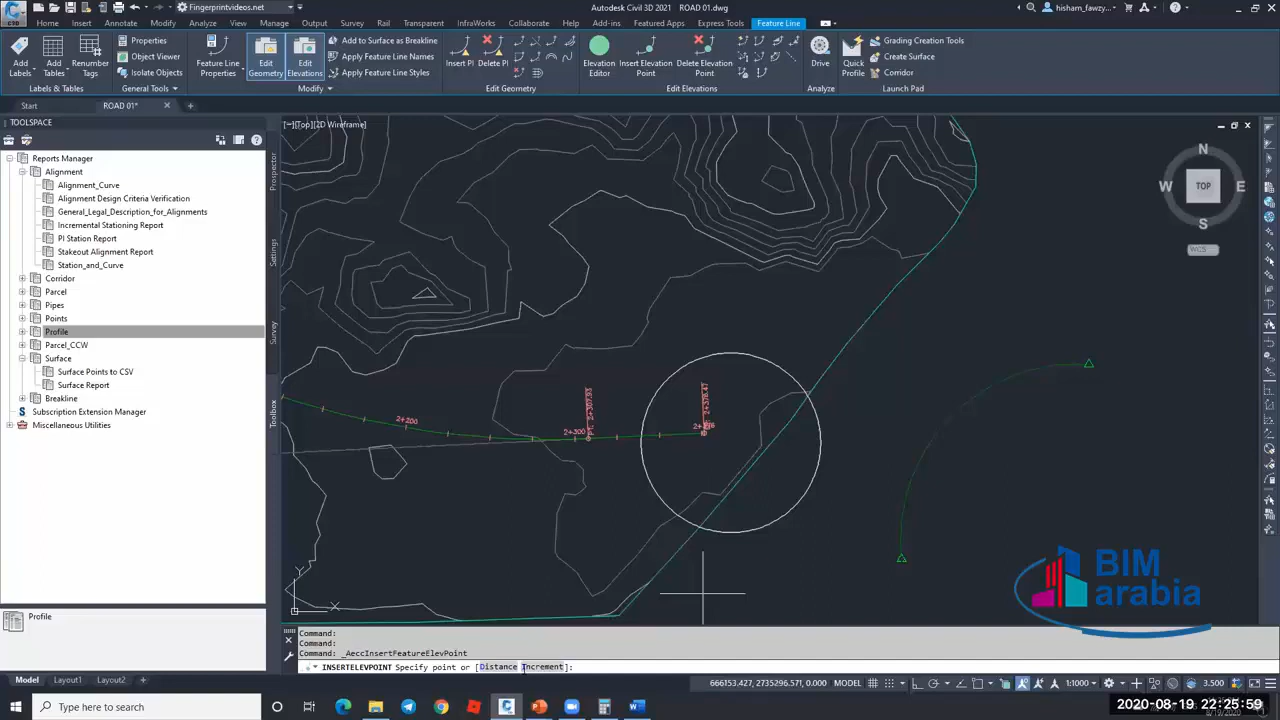 Fingerprintvideos.net
Autodesk Civil 3D 2021 ROAD 01.dwg
hisham_fawzy...
Home Insert Annotate Modify Analyze View Manage Output Survey Rail Transparent InfraWorks Collaborate Help Add-ins Featured Apps Express Tools Feature Line
Add Labels
Add Tables
Renumber Tags
Properties
Object Viewer
Isolate Objects
Feature Line Properties
Edit Geometry
Edit Elevations
Add to Surface as Breakline
Apply Feature Line Names
Apply Feature Line Styles
Insert PI
Delete PI
Elevation Editor
Insert Elevation Point
Delete Elevation Point
Drive
Quick Profile
Grading Creation Tools
Create Surface
Corridor
Labels & Tables
General Tools
Modify
Edit Geometry
Edit Elevations
Analyze
Launch Pad
Start
ROAD 01*
TOOLSPACE
[−][Top][2D Wireframe]
Reports Manager
Alignment
Alignment_Curve
Alignment Design Criteria Verification
General_Legal_Description_for_Alignments
Incremental Stationing Report
PI Station Report
Stakeout Alignment Report
Station_and_Curve
Corridor
Parcel
Pipes
Points
Profile
Parcel_CCW
Surface
Surface Points to CSV
Surface Report
Breakline
Subscription Extension Manager
Miscellaneous Utilities
Prospector
Settings
Survey
Toolbox
Profile
N
W
TOP
E
S
WCS
2+200
2+300
Y
X
BIM
arabia
Command:
Command:
Command: _AeccInsertFeatureElevPoint
INSERTELEVPOINT Specify point or [Distance Increment]:
Model Layout1 Layout2
666153.427, 2735296.571, 0.000 MODEL
1:1000
3.500
Type here to search
2020-08-19 22:25:59